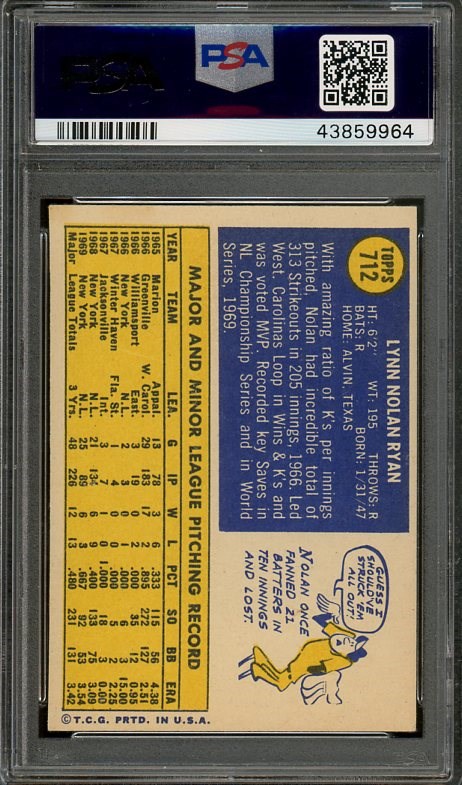 PSA
PSA
43859964
TOPPS
712
LYNN NOLAN RYAN
HT: 6'2" WT: 195 THROWS: R
BATS: R BORN: 1/31/47
HOME: ALVIN, TEXAS
With amazing ratio of K's per innings
pitched, Nolan had incredible total of
313 Strikeouts in 205 innings, 1966. Led
West. Carolinas Loop in Wins & K's and
was voted MVP. Recorded key Saves in
NL Championship Series and in World
Series, 1969
GUESS I
SHOULD'VE
STRUCK 'EM
ALL OUT!
NOLAN ONCE
FANNED 21
BATTERS IN
TEN INNINGS
AND LOST.
MAJOR AND MINOR LEAGUE PITCHING RECORD
YEAR TEAM LEA. G IP W L PCT SO BB ERA
1965 Marion Appal. 13 78 3 6 .333 115 56 4.38
1966 Greenville W. Carol. 29 183 17 2 .895 272 127 2.51
1966 Williamsport East. 3 19 0 2 .000 35 12 0.95
1966 New York N.L. 2 3 0 1 .000 6 3 15.00
1967 Winter Haven Fla. St. 1 4 0 0 .000 5 2 2.25
1967 Jacksonville Int. 3 7 1 0 1.000 18 3 0.00
1968 New York N.L. 21 134 6 9 .400 133 75 3.09
1969 New York N.L. 25 89 6 3 .667 92 53 3.54
Major League Totals 3 Yrs. 48 226 12 13 .480 231 131 3.42
©T.C.G. PRTD. IN U.S.A.